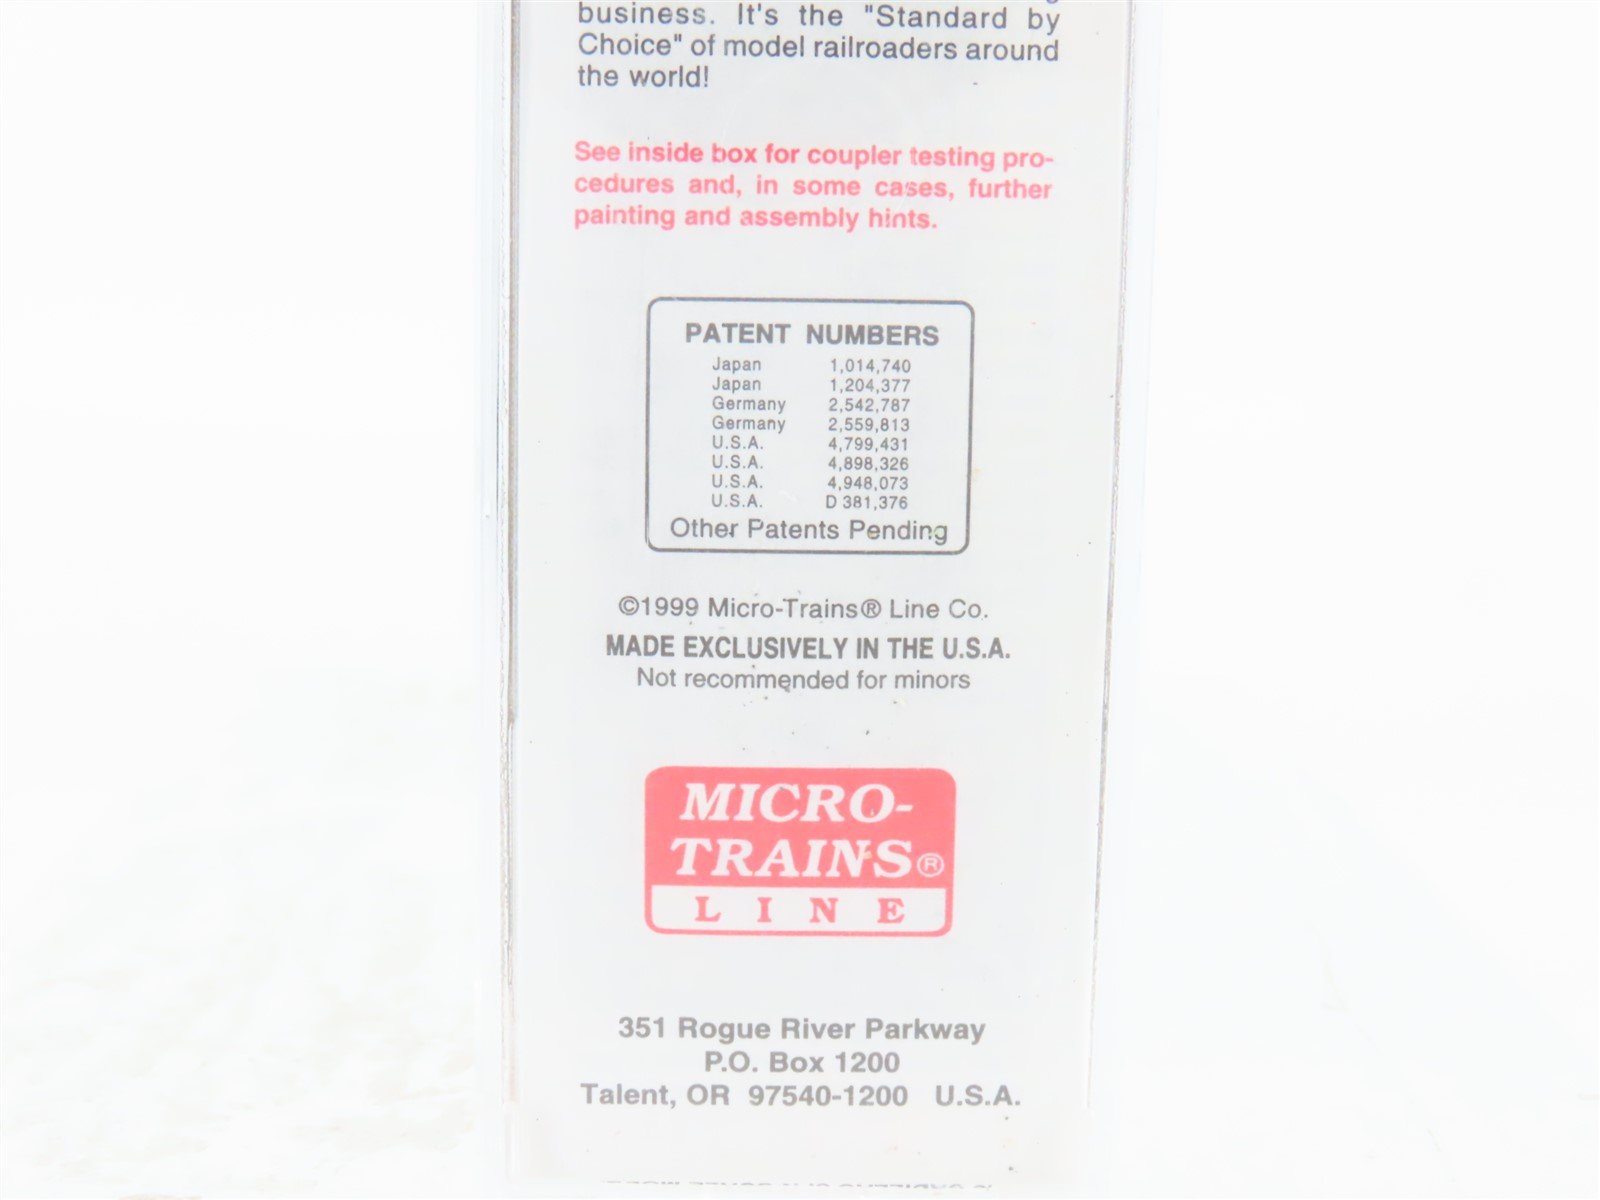 business. It's the "Standard by
Choice" of model railroaders around
the world!
See inside box for coupler testing pro-
cedures and, in some cases, further
painting and assembly hints.
PATENT NUMBERS
Japan 1,014,740
Japan 1,204,377
Germany 2,542,787
Germany 2,559,813
U.S.A. 4,799,431
U.S.A. 4,898,326
U.S.A. 4,948,073
U.S.A. D 381,376
Other Patents Pending
©1999 Micro-Trains® Line Co.
MADE EXCLUSIVELY IN THE U.S.A.
Not recommended for minors
MICRO-
TRAINS®
LINE
351 Rogue River Parkway
P.O. Box 1200
Talent, OR 97540-1200 U.S.A.